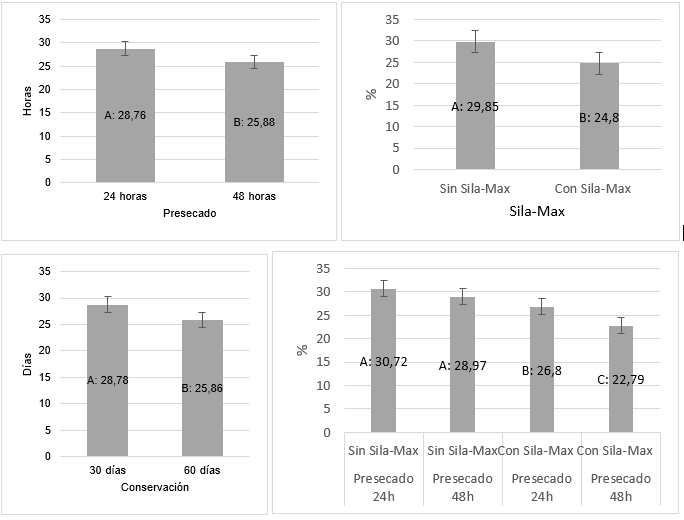 35
30
25
20
15
10
5
0
Horas
A: 28,76
B: 25,88
24 horas 48 horas
Presecado
35
30
25
20
15
10
5
0
%
A: 29,85
B: 24,8
Sin Sila-Max Con Sila-Max
Sila-Max
35
30
25
20
15
10
5
0
Días
A: 28,78
B: 25,86
30 días 60 días
Conservación
35
30
25
20
15
10
5
0
%
A: 30,72
A: 28,97
B: 26,8
C: 22,79
Sin Sila-Max Sin Sila-Max Con Sila-Max Con Sila-Max
Presecado Presecado Presecado Presecado
24h 48h 24h 48h